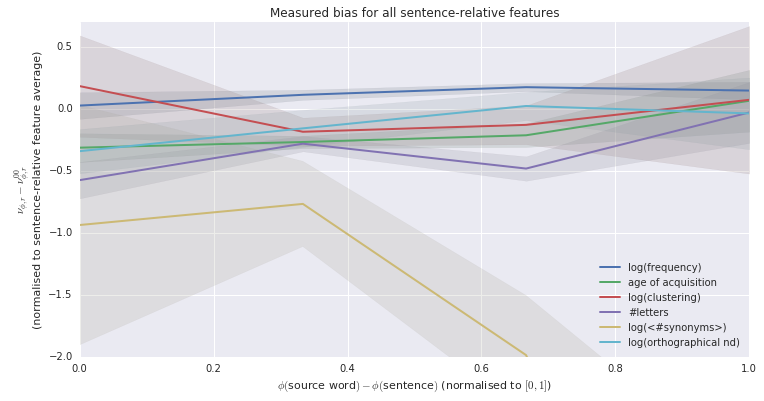 Measured bias for all sentence-relative features
0.5
0.0
−0.5
−1.0
−1.5
−2.0
0.0 0.2 0.4 0.6 0.8 1.0
ν_{ϕ,r} − ν_{ϕ,r}^{00}
(normalised to sentence-relative feature average)
log(frequency)
age of acquisition
log(clustering)
#letters
log(<#synonyms>)
log(orthographical nd)
ϕ(source word) − ϕ(sentence) (normalised to [0, 1])